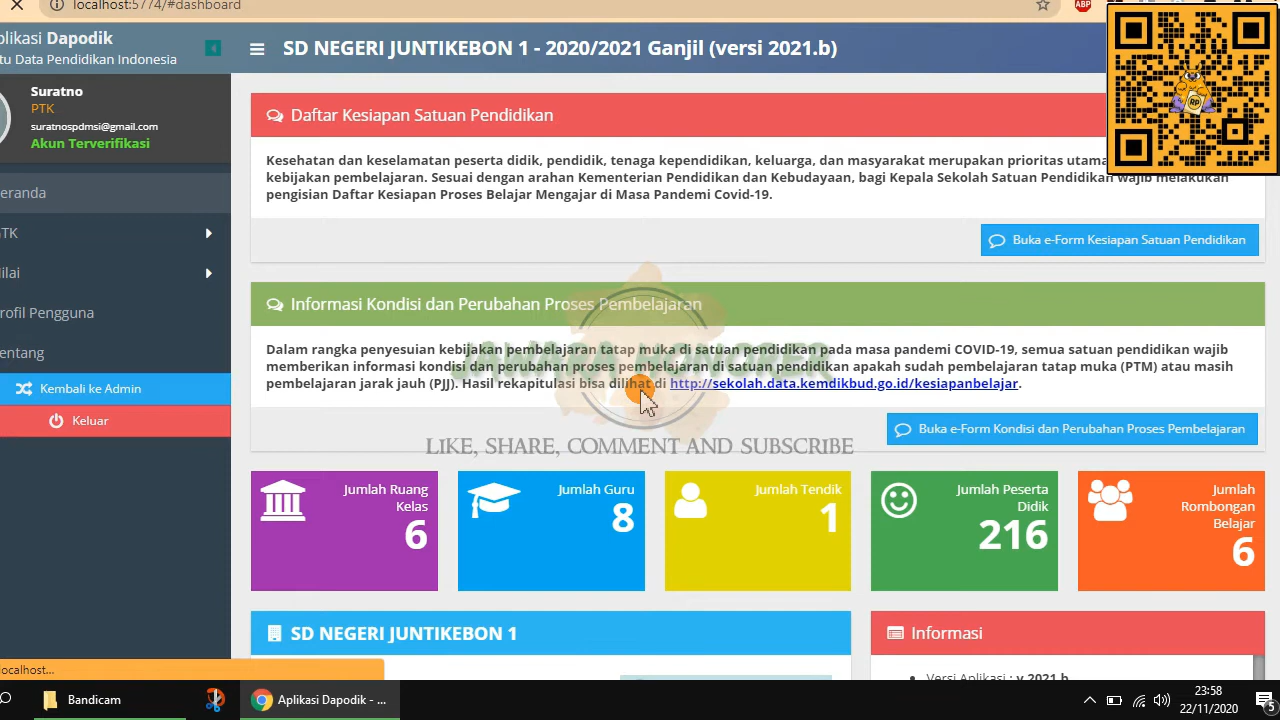 localhost:5774/#dashboard
ABP
plikasi Dapodik
tu Data Pendidikan Indonesia
SD NEGERI JUNTIKEBON 1 - 2020/2021 Ganjil (versi 2021.b)
RP
Suratno
PTK
suratnospdmsi@gmail.com
Akun Terverifikasi
eranda
TK
ilai
rofil Pengguna
entang
Kembali ke Admin
Keluar
Daftar Kesiapan Satuan Pendidikan
Kesehatan dan keselamatan peserta didik, pendidik, tenaga kependidikan, keluarga, dan masyarakat merupakan prioritas utama
kebijakan pembelajaran. Sesuai dengan arahan Kementerian Pendidikan dan Kebudayaan, bagi Kepala Sekolah Satuan Pendidikan wajib melakukan
pengisian Daftar Kesiapan Proses Belajar Mengajar di Masa Pandemi Covid-19.
Buka e-Form Kesiapan Satuan Pendidikan
Informasi Kondisi dan Perubahan Proses Pembelajaran
Dalam rangka penyesuian kebijakan pembelajaran tatap muka di satuan pendidikan pada masa pandemi COVID-19, semua satuan pendidikan wajib
memberikan informasi kondisi dan perubahan proses pembelajaran di satuan pendidikan apakah pembelajaran tatap muka (PTM) atau masih
pembelajaran jarak jauh (PJJ). Hasil rekapitulasi bisa dilihat di http://sekolah.data.kemdikbud.go.id/kesiapanbelajar.
LIKE, SHARE, COMMENT AND SUBSCRIBE
Buka e-Form Kondisi dan Perubahan Proses Pembelajaran
Jumlah Ruang
Kelas
6
Jumlah Guru
8
Jumlah Tendik
1
Jumlah Peserta
Didik
216
Jumlah
Rombongan
Belajar
6
SD NEGERI JUNTIKEBON 1
Informasi
Versi Aplikasi : v.2021.b
localhost...
Bandicam
Aplikasi Dapodik - ...
23:58
22/11/2020
5